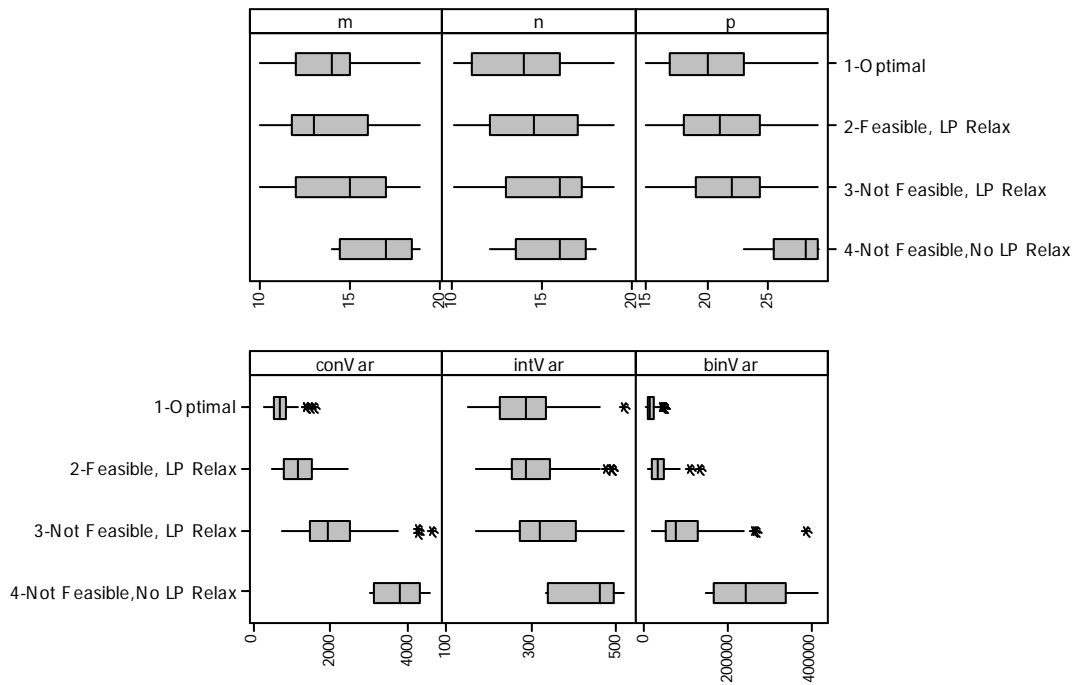 m n p
1-Optimal
2-Feasible, LP Relax
3-Not Feasible, LP Relax
4-Not Feasible,No LP Relax
10 15 20 10 15 20 15 20 25
conVar intVar binVar
1-Optimal
2-Feasible, LP Relax
3-Not Feasible, LP Relax
4-Not Feasible,No LP Relax
0 2000 4000 100 300 500 0 200000 400000